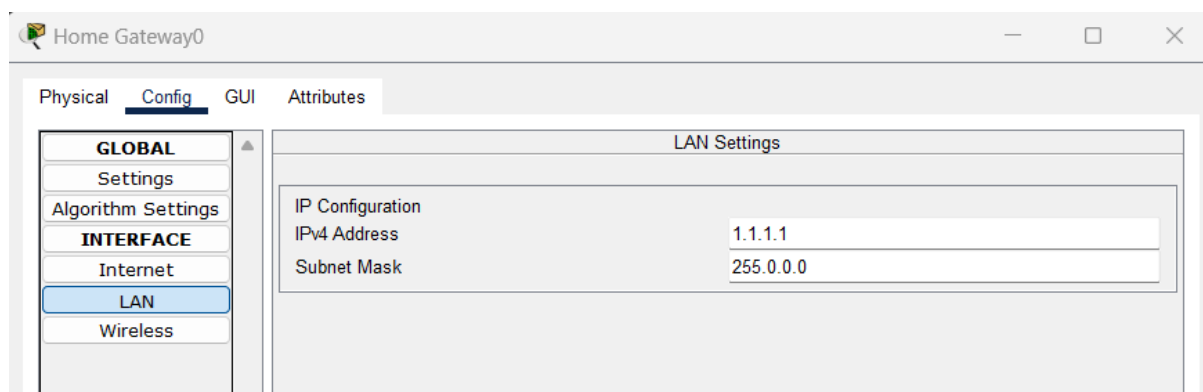 Home Gateway0
Physical Config GUI Attributes
GLOBAL
Settings
Algorithm Settings
INTERFACE
Internet
LAN
Wireless
LAN Settings
IP Configuration
IPv4 Address 1.1.1.1
Subnet Mask 255.0.0.0